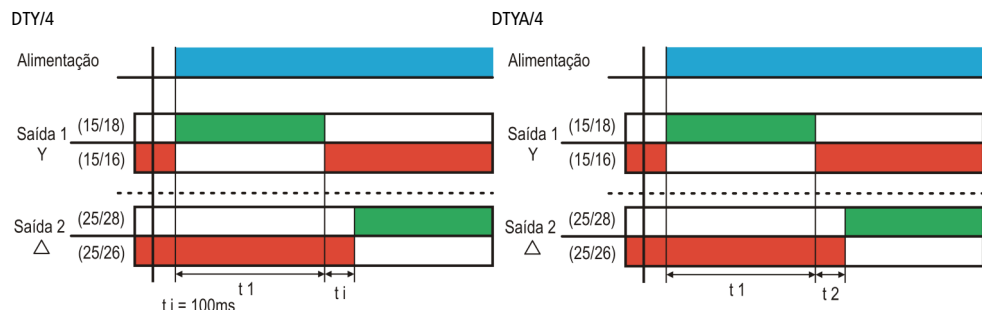 DTY/4
Alimentação
Saída 1
Y
(15/18)
(15/16)
Saída 2
△
(25/28)
(25/26)
t 1
t i
t i = 100ms
DTYA/4
Alimentação
Saída 1
Y
(15/18)
(15/16)
Saída 2
△
(25/28)
(25/26)
t 1
t 2